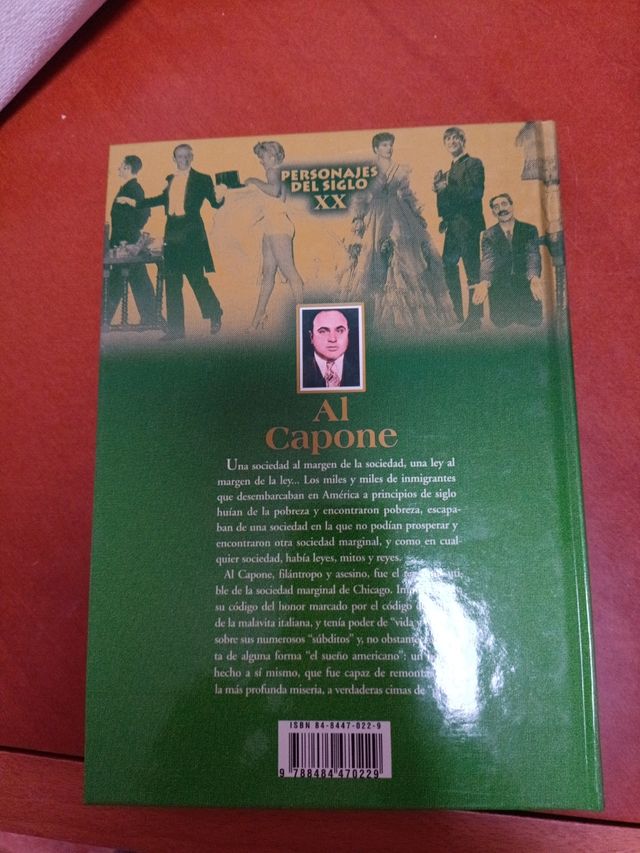 PERSONAJES
DEL SIGLO
XX
Al
Capone
Una sociedad al margen de la sociedad, una ley al
margen de la ley... Los miles y miles de inmigrantes
que desembarcaban en América a principios de siglo
huían de la pobreza y encontraron pobreza, escapa-
ban de una sociedad en la que no podían prosperar y
encontraron otra sociedad marginal, y como en cual-
quier sociedad, había leyes, mitos y reyes.
Al Capone, filántropo y asesino, fue el
ble de la sociedad marginal de Chicago.
su código del honor marcado por el código
de la malavita italiana, y tenía poder de "vida
sobre sus numerosos "súbditos" y, no obstante
ta de alguna forma "el sueño americano": un
hecho a sí mismo, que fue capaz de remontar
la más profunda miseria, a verdaderas cimas de
ISBN 84-8447-022-9
9 788484 470229